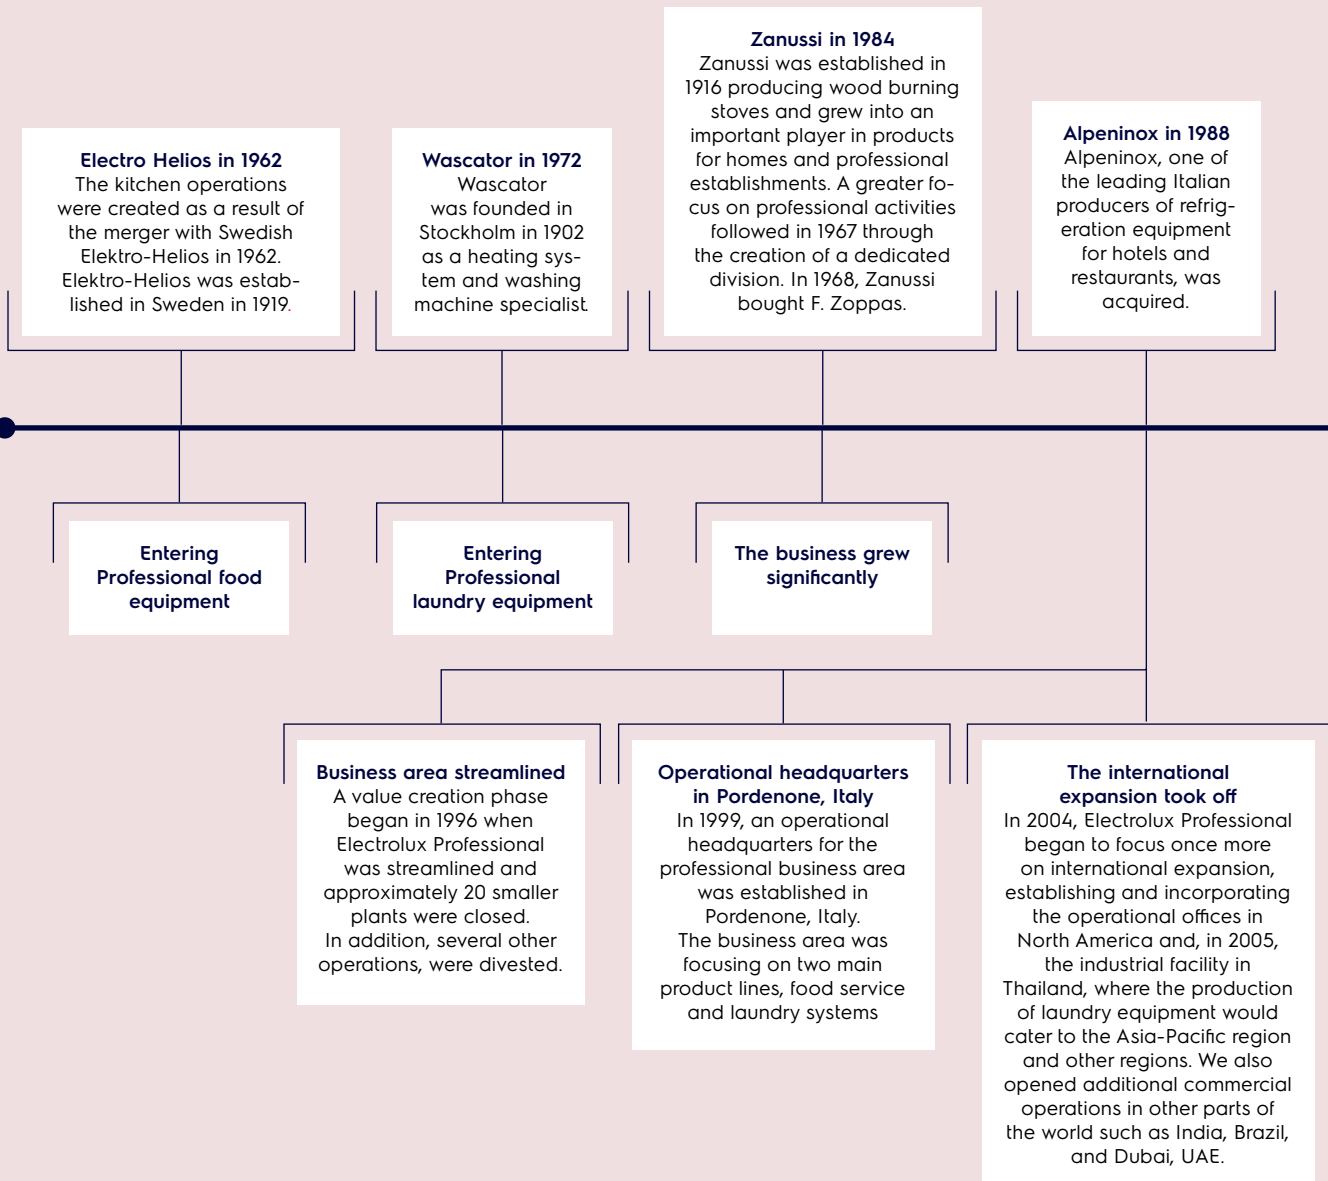 Electro Helios in 1962
The kitchen operations
were created as a result of
the merger with Swedish
Elektro-Helios in 1962.
Elektro-Helios was estab-
lished in Sweden in 1919.
Wascator in 1972
Wascator
was founded in
Stockholm in 1902
as a heating sys-
tem and washing
machine specialist.
Zanussi in 1984
Zanussi was established in
1916 producing wood burning
stoves and grew into an
important player in products
for homes and professional
establishments. A greater fo-
cus on professional activities
followed in 1967 through
the creation of a dedicated
division. In 1968, Zanussi
bought F. Zoppas.
Alpeninox in 1988
Alpeninox, one of
the leading Italian
producers of refrig-
eration equipment
for hotels and
restaurants, was
acquired.
Entering
Professional food
equipment
Entering
Professional
laundry equipment
The business grew
significantly
Business area streamlined
A value creation phase
began in 1996 when
Electrolux Professional
was streamlined and
approximately 20 smaller
plants were closed.
In addition, several other
operations, were divested.
Operational headquarters
in Pordenone, Italy
In 1999, an operational
headquarters for the
professional business area
was established in
Pordenone, Italy.
The business area was
focusing on two main
product lines, food service
and laundry systems
The international
expansion took off
In 2004, Electrolux Professional
began to focus once more
on international expansion,
establishing and incorporating
the operational offices in
North America and, in 2005,
the industrial facility in
Thailand, where the production
of laundry equipment would
cater to the Asia-Pacific region
and other regions. We also
opened additional commercial
operations in other parts of
the world such as India, Brazil,
and Dubai, UAE.